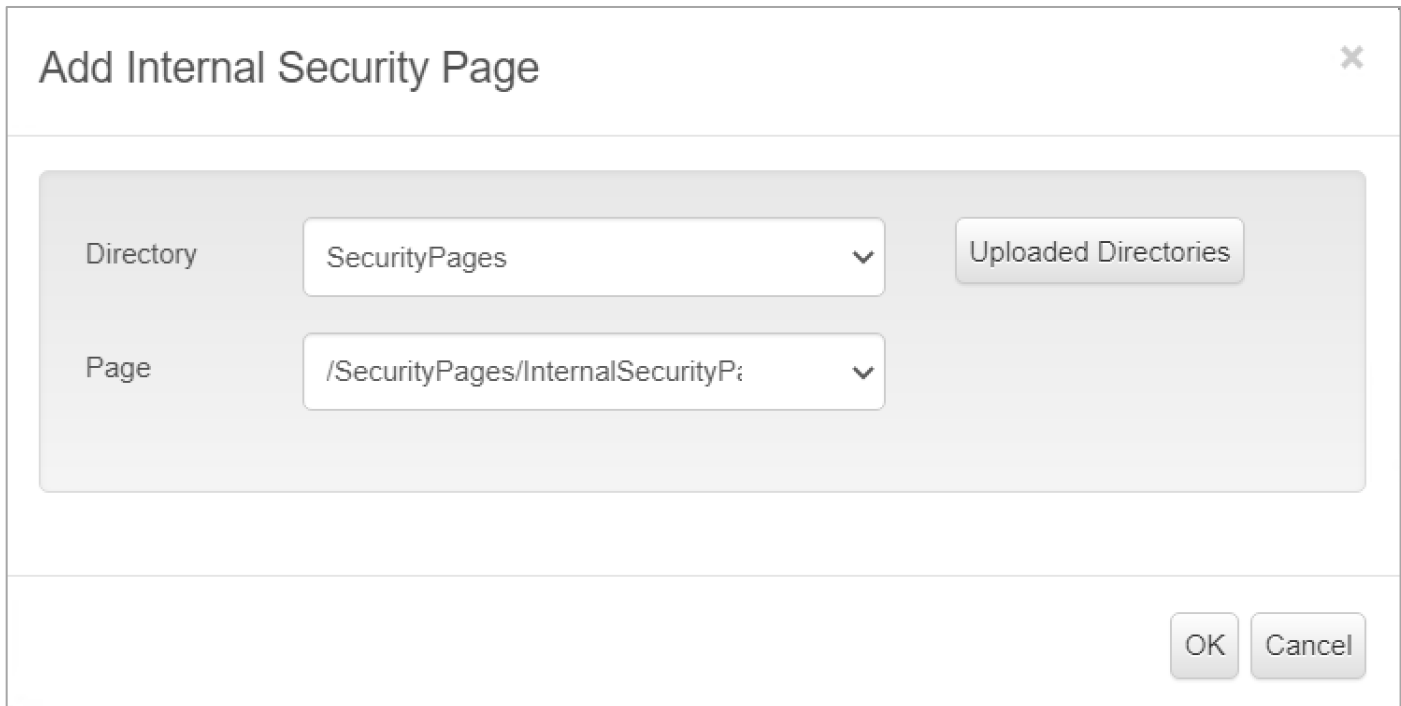 Add Internal Security Page
×
Directory
SecurityPages
Uploaded Directories
Page
/SecurityPages/InternalSecurityPa
OK
Cancel